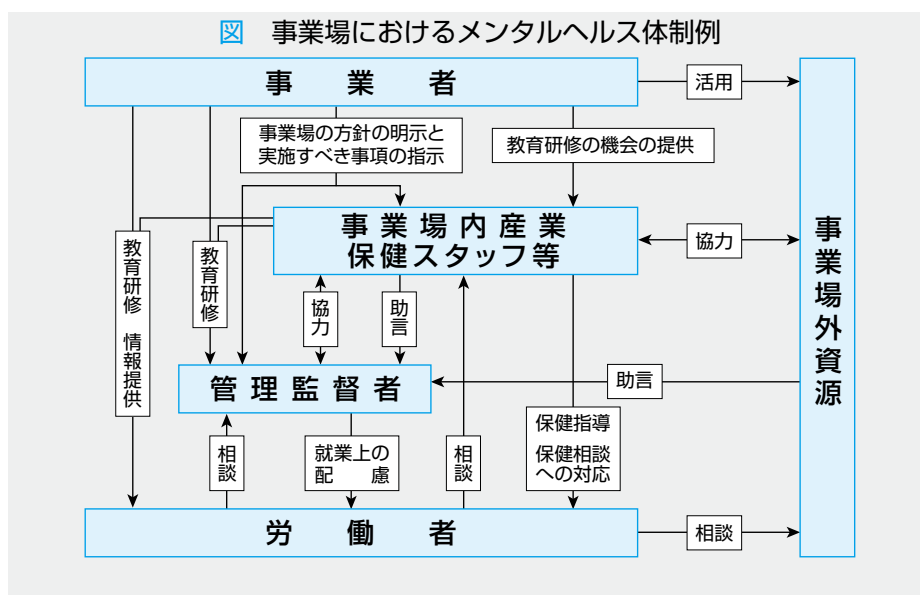 図 事業場におけるメンタルヘルス体制例
事業者
活用
事業場の方針の明示と
実施すべき事項の指示
教育研修の機会の提供
事業場内産業
保健スタッフ等
協力
事業場外資源
教育研修 情報提供
教育研修
協力
助言
管理監督者
助言
相談
就業上の
配慮
相談
保健指導
保健相談
への対応
労働者
相談